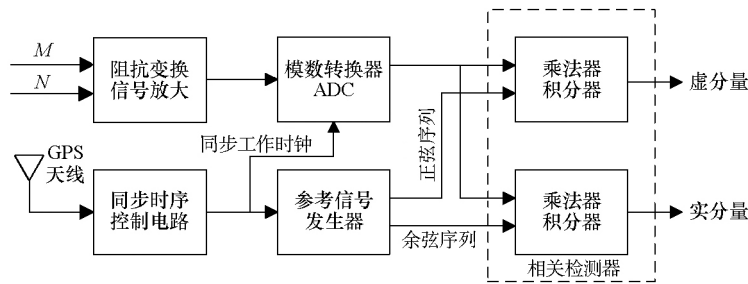 M
N
阻抗变换
信号放大
模数转换器
ADC
乘法器
积分器
虚分量
同步工作时钟
正弦序列
GPS
天线
同步时序
控制电路
参考信号
发生器
余弦序列
乘法器
积分器
实分量
相关检测器